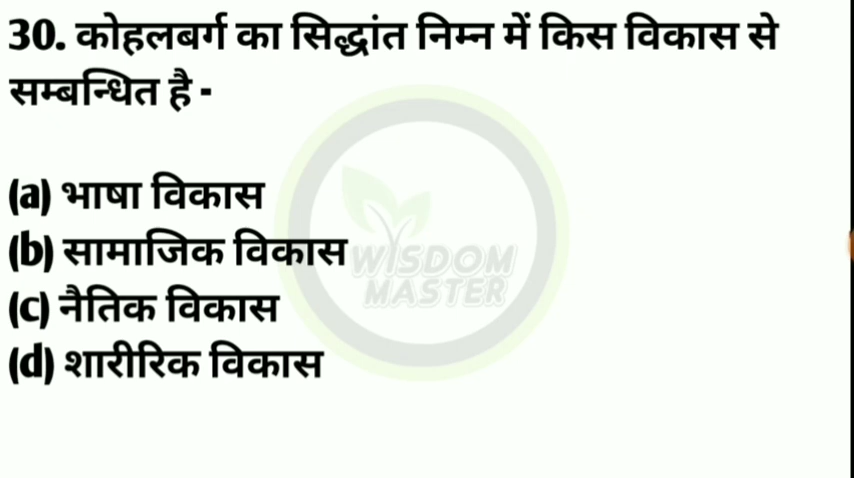 30. कोहलबर्ग का सिद्धांत निम्न में किस विकास से
सम्बन्धित है -
(a) भाषा विकास
(b) सामाजिक विकास
(c) नैतिक विकास
(d) शारीरिक विकास
WISDOM
MASTER